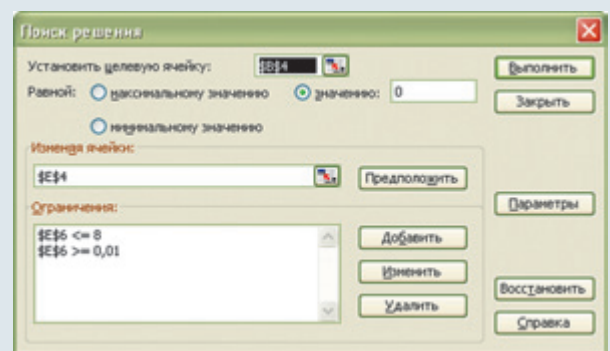 Поиск решения
Установить целевую ячейку: $B$4
Выполнить
Равной: максимальному значению значению: 0
Закрыть
минимальному значению
Изменяя ячейки:
$E$4
Предположить
Параметры
Ограничения:
$E$6 <= 8
$E$6 >= 0,01
Добавить
Изменить
Удалить
Восстановить
Справка